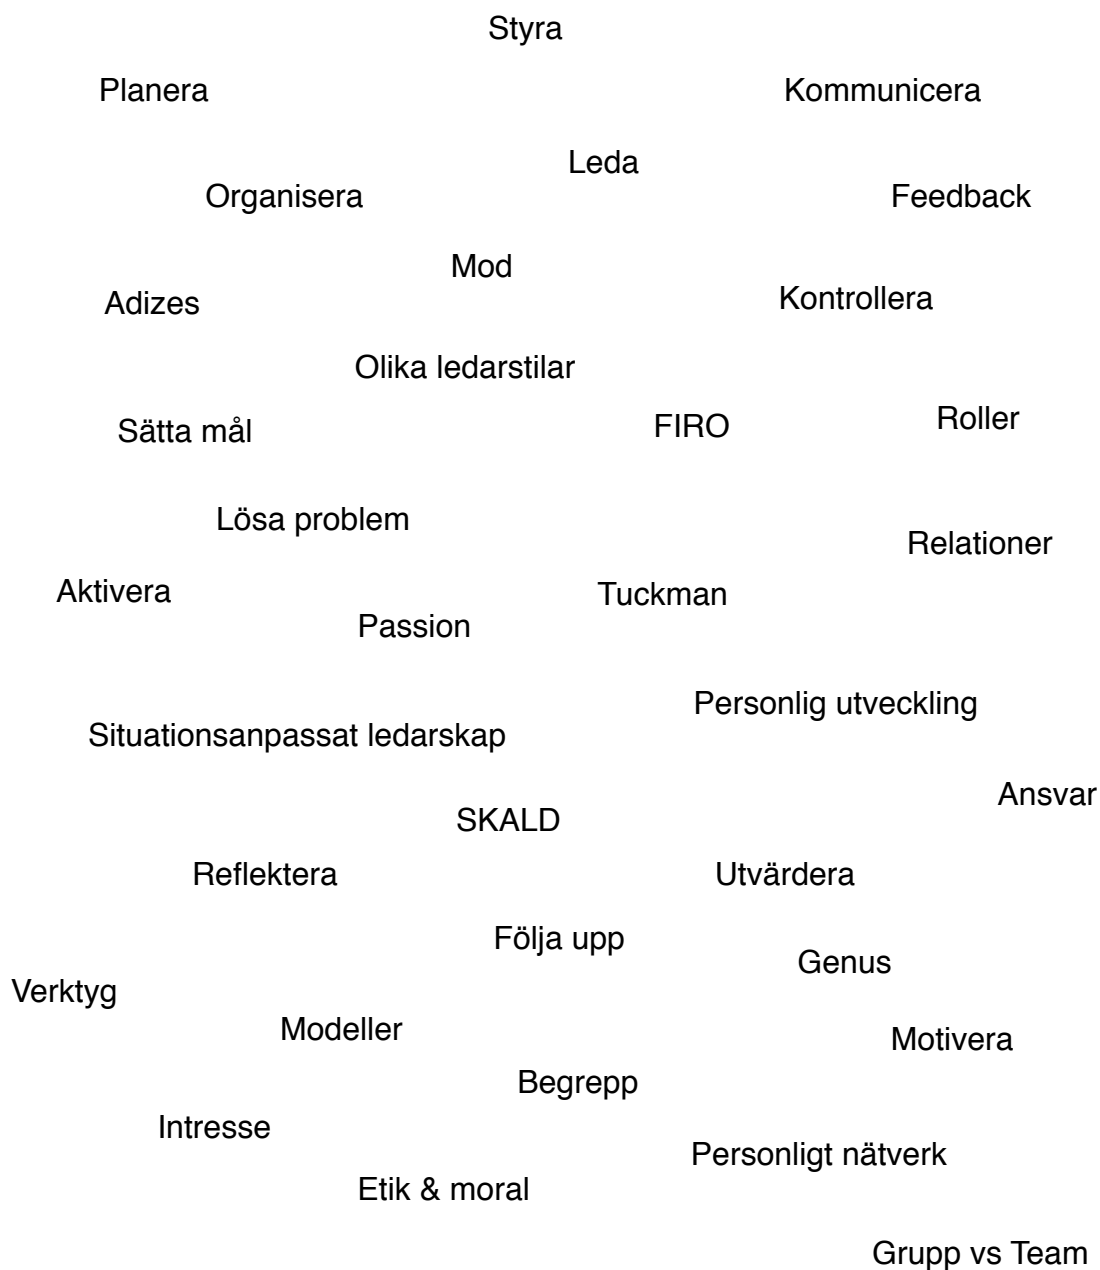 Styra
Planera
Kommunicera
Leda
Organisera
Feedback
Mod
Adizes
Kontrollera
Olika ledarstilar
Sätta mål
FIRO
Roller
Lösa problem
Relationer
Aktivera
Tuckman
Passion
Personlig utveckling
Situationsanpassat ledarskap
Ansvar
SKALD
Reflektera
Utvärdera
Följa upp
Genus
Verktyg
Modeller
Motivera
Begrepp
Intresse
Personligt nätverk
Etik & moral
Grupp vs Team